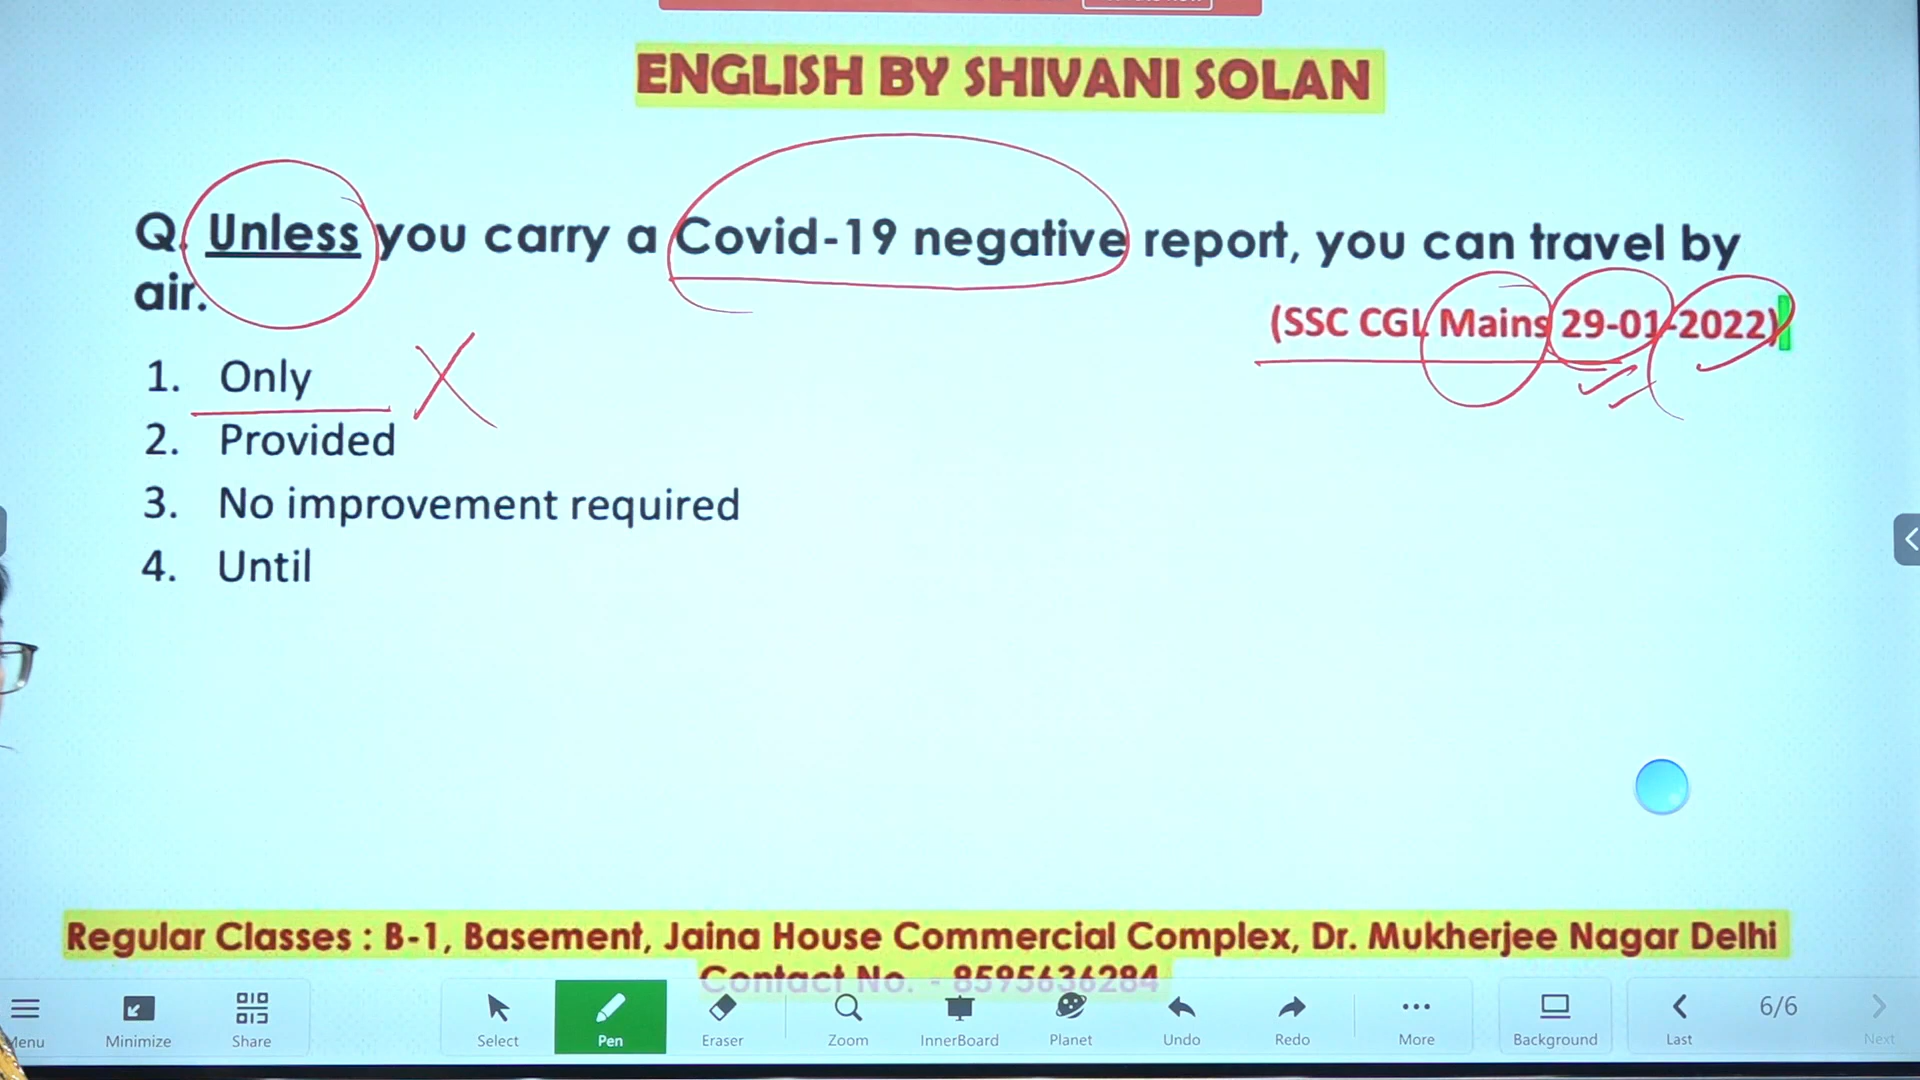 ENGLISH BY SHIVANI SOLAN
Q. Unless you carry a Covid-19 negative report, you can travel by
air.
(SSC CGL Mains 29-01-2022)
1. Only
2. Provided
3. No improvement required
4. Until
Regular Classes : B-1, Basement, Jaina House Commercial Complex, Dr. Mukherjee Nagar Delhi
Contact No. - 8595636284
Menu Minimize Share Select Pen Eraser Zoom InnerBoard Planet Undo Redo More Background Last 6/6 Next